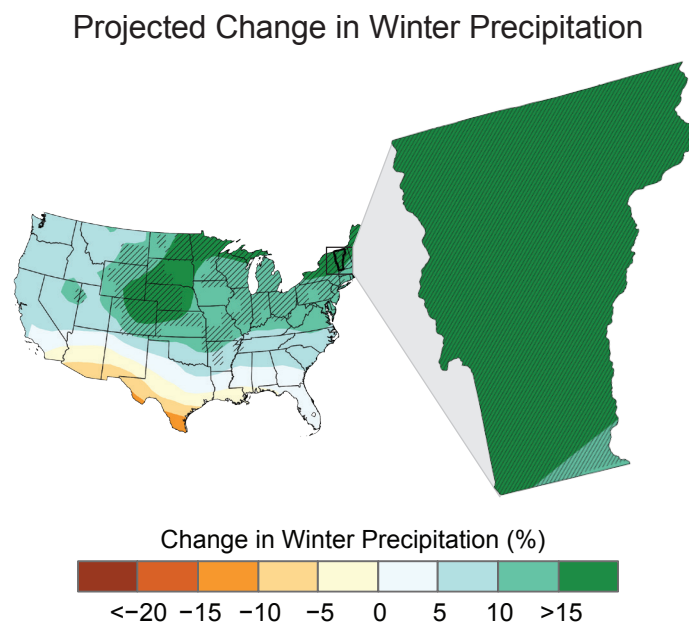 Projected Change in Winter Precipitation
Change in Winter Precipitation (%)
<−20 −15 −10 −5 0 5 10 >15